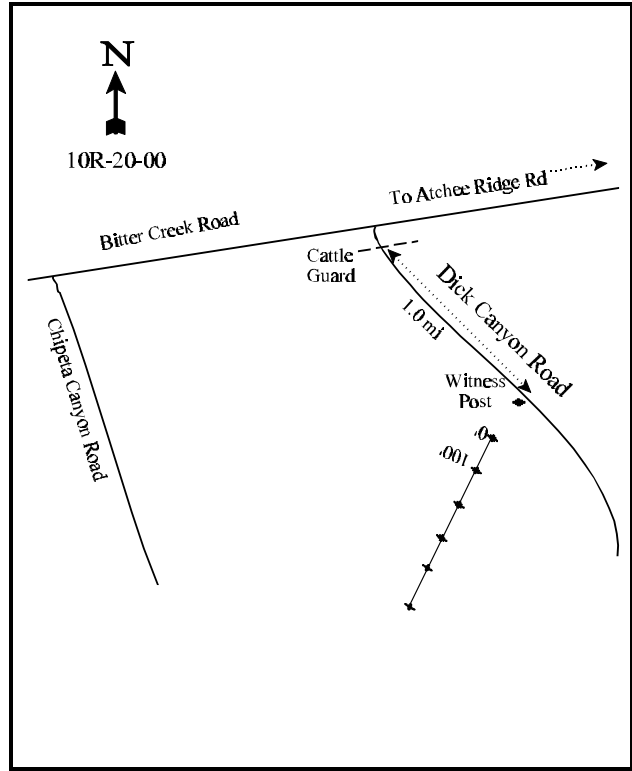 N
10R-20-00
To Atchee Ridge Rd
Bitter Creek Road
Cattle
Guard
Dick Canyon Road
1.0 mi
Chipeta Canyon Road
Witness
Post
0'
100'